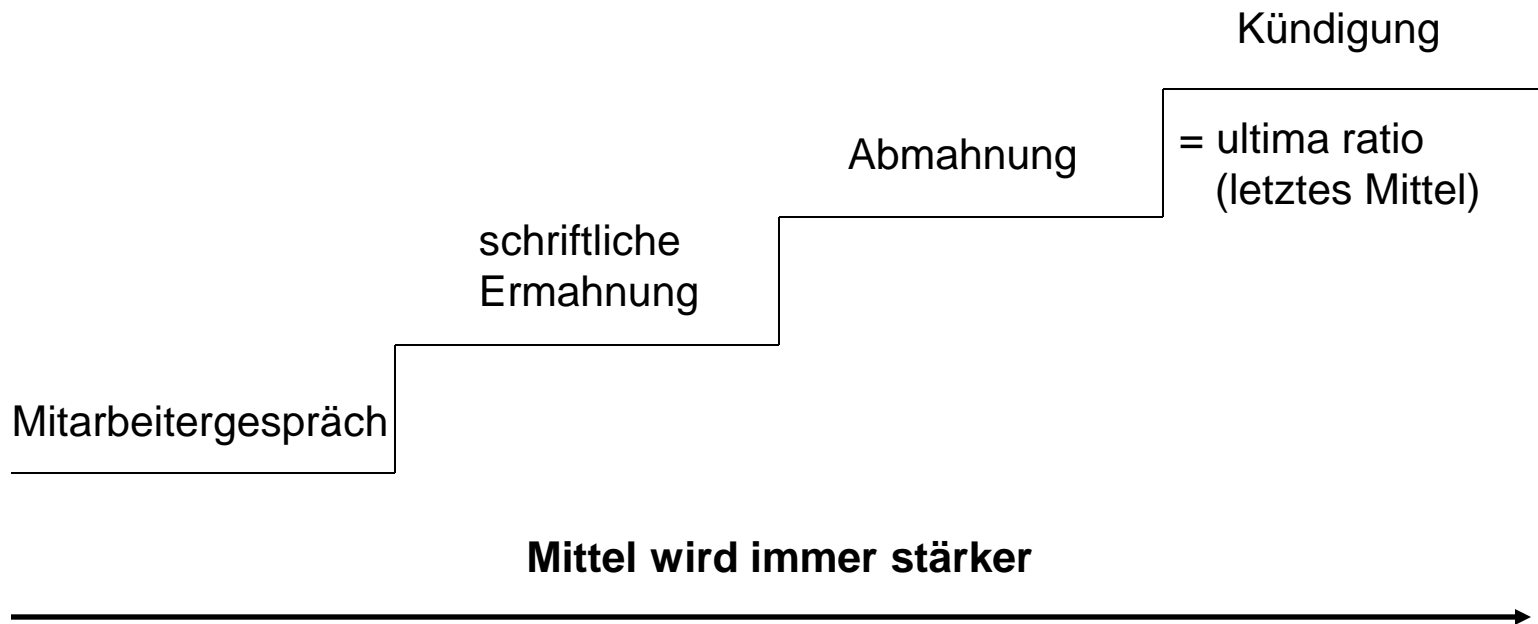 Kündigung
= ultima ratio
(letztes Mittel)
Abmahnung
schriftliche
Ermahnung
Mitarbeitergespräch
Mittel wird immer stärker